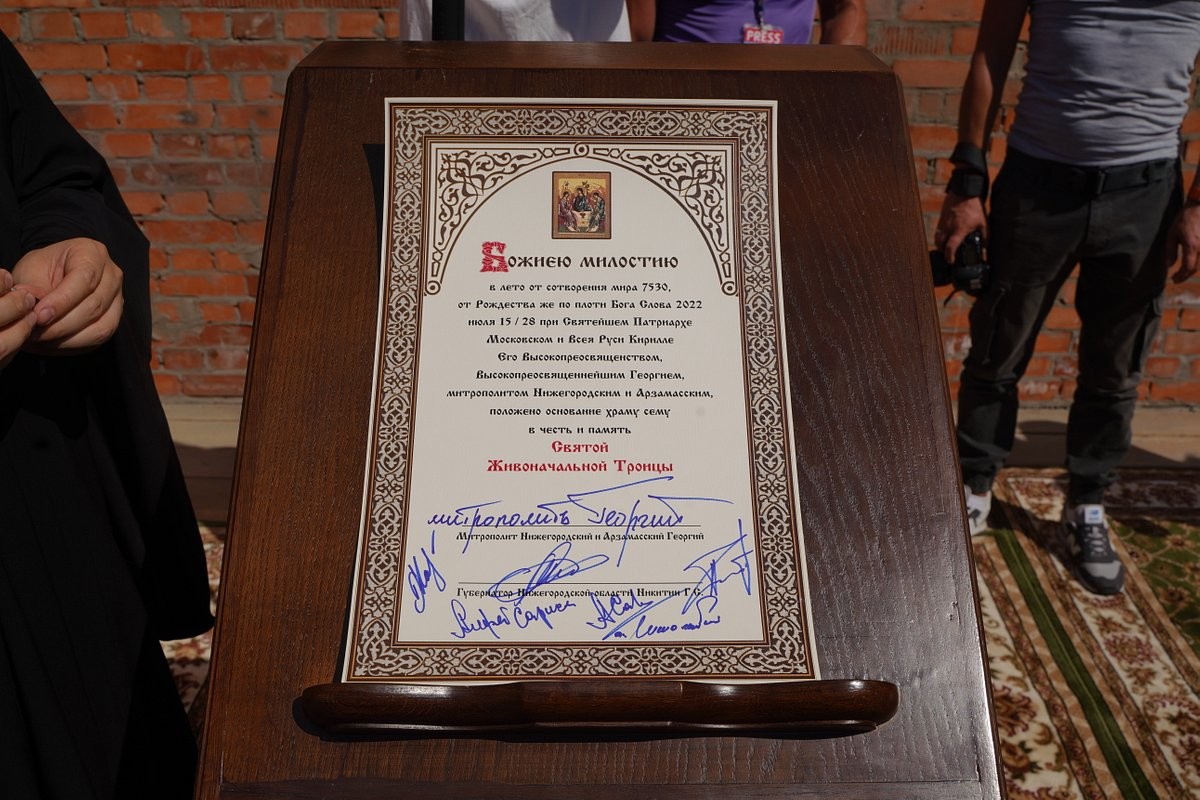 PRESS
Божиею милостию
в лето от сотворения мира 7530,
от Рождества же по плоти Бога Слова 2022
июля 15 / 28 при Святейшем Патриархе
Московском и Всея Руси Кирилле
Его Высокопреосвященством,
Высокопреосвященнейшим Георгием,
митрополитом Нижегородским и Арзамасским,
положено основание храму сему
в честь и память
Святой
Живоначальной Троицы
митрополитъ Георгий
Митрополит Нижегородский и Арзамасский Георгий
Губернатор Нижегородской области Никитин Г.С.